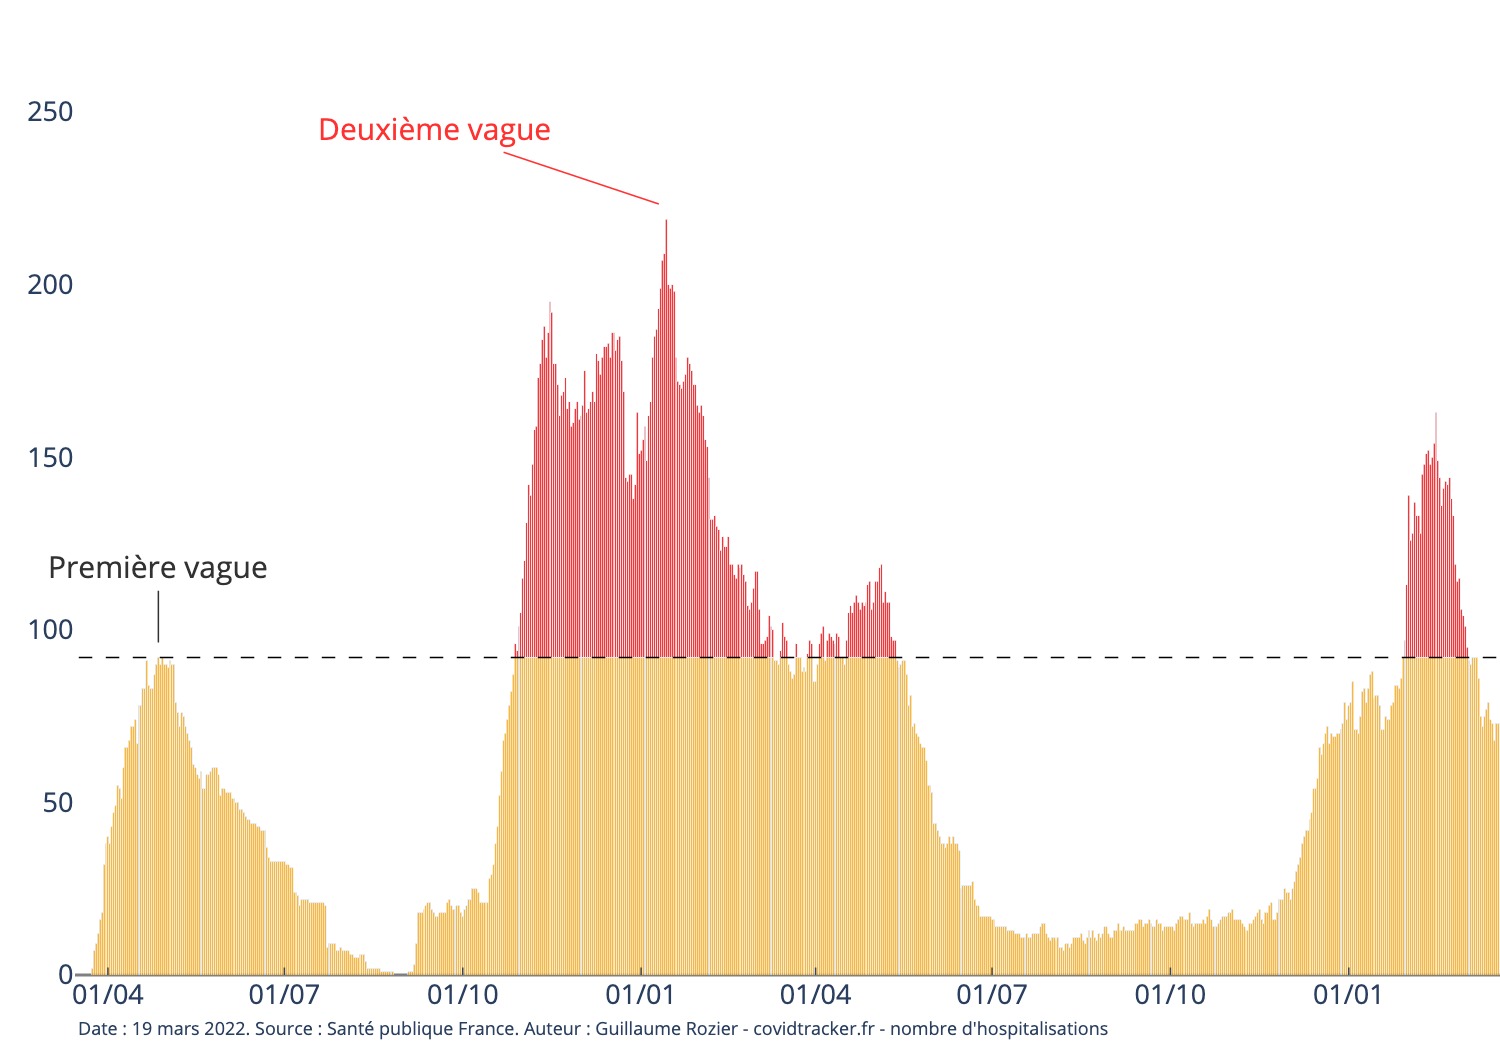 250
Deuxième vague
200
150
Première vague
100
50
0
01/04 01/07 01/10 01/01 01/04 01/07 01/10 01/01
Date : 19 mars 2022. Source : Santé publique France. Auteur : Guillaume Rozier - covidtracker.fr - nombre d'hospitalisations